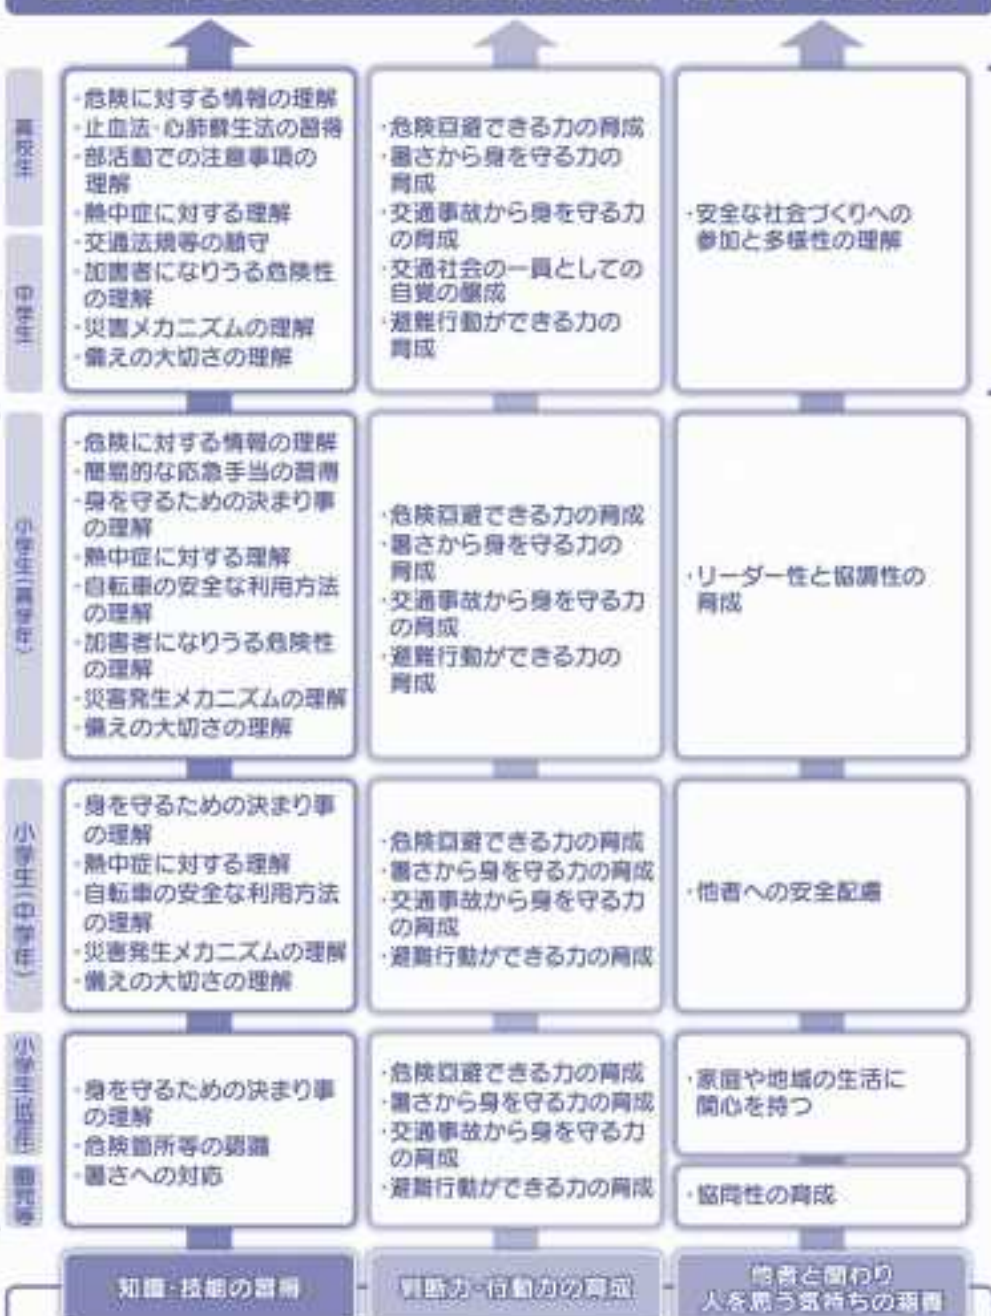 高校生
・危険に対する情報の理解
・止血法・心肺蘇生法の習得
・部活動での注意事項の
理解
・熱中症に対する理解
・交通法規等の順守
・加害者になりうる危険性
の理解
・災害メカニズムの理解
・備えの大切さの理解
・危険回避できる力の育成
・暑さから身を守る力の
育成
・交通事故から身を守る力
の育成
・交通社会の一員としての
自覚の醸成
・避難行動ができる力の
育成
・安全な社会づくりへの
参加と多様性の理解
中学生
小学生(高学年)
・危険に対する情報の理解
・簡易的な応急手当の習得
・身を守るための決まり事
の理解
・熱中症に対する理解
・自転車の安全な利用方法
の理解
・加害者になりうる危険性
の理解
・災害発生メカニズムの理解
・備えの大切さの理解
・危険回避できる力の育成
・暑さから身を守る力の
育成
・交通事故から身を守る力
の育成
・避難行動ができる力の
育成
・リーダー性と協調性の
育成
小学生(中学年)
・身を守るための決まり事
の理解
・熱中症に対する理解
・自転車の安全な利用方法
の理解
・災害発生メカニズムの理解
・備えの大切さの理解
・危険回避できる力の育成
・暑さから身を守る力の育成
・交通事故から身を守る力
の育成
・避難行動ができる力の育成
・他者への安全配慮
小学生(低学年)
・身を守るための決まり事
の理解
・危険箇所等の認識
・暑さへの対応
・危険回避できる力の育成
・暑さから身を守る力の育成
・交通事故から身を守る力
の育成
・避難行動ができる力の育成
・家庭や地域の生活に
関心を持つ
・協同性の育成
知識・技能の習得
判断力・行動力の育成
他者と関わり
人を思う気持ちの